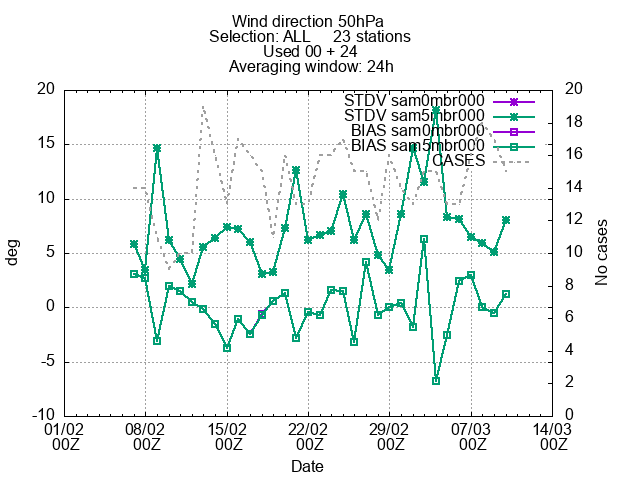 Wind direction 50hPa
Selection: ALL 23 stations
Used 00 + 24
Averaging window: 24h
STDV sam0mbr000
STDV sam5mbr000
BIAS sam0mbr000
BIAS sam5mbr000
CASES
20
15
10
5
0
-5
-10
deg
20
18
16
14
12
10
8
6
4
2
0
No cases
01/02 08/02 15/02 22/02 29/02 07/03 14/03
00Z 00Z 00Z 00Z 00Z 00Z 00Z
Date